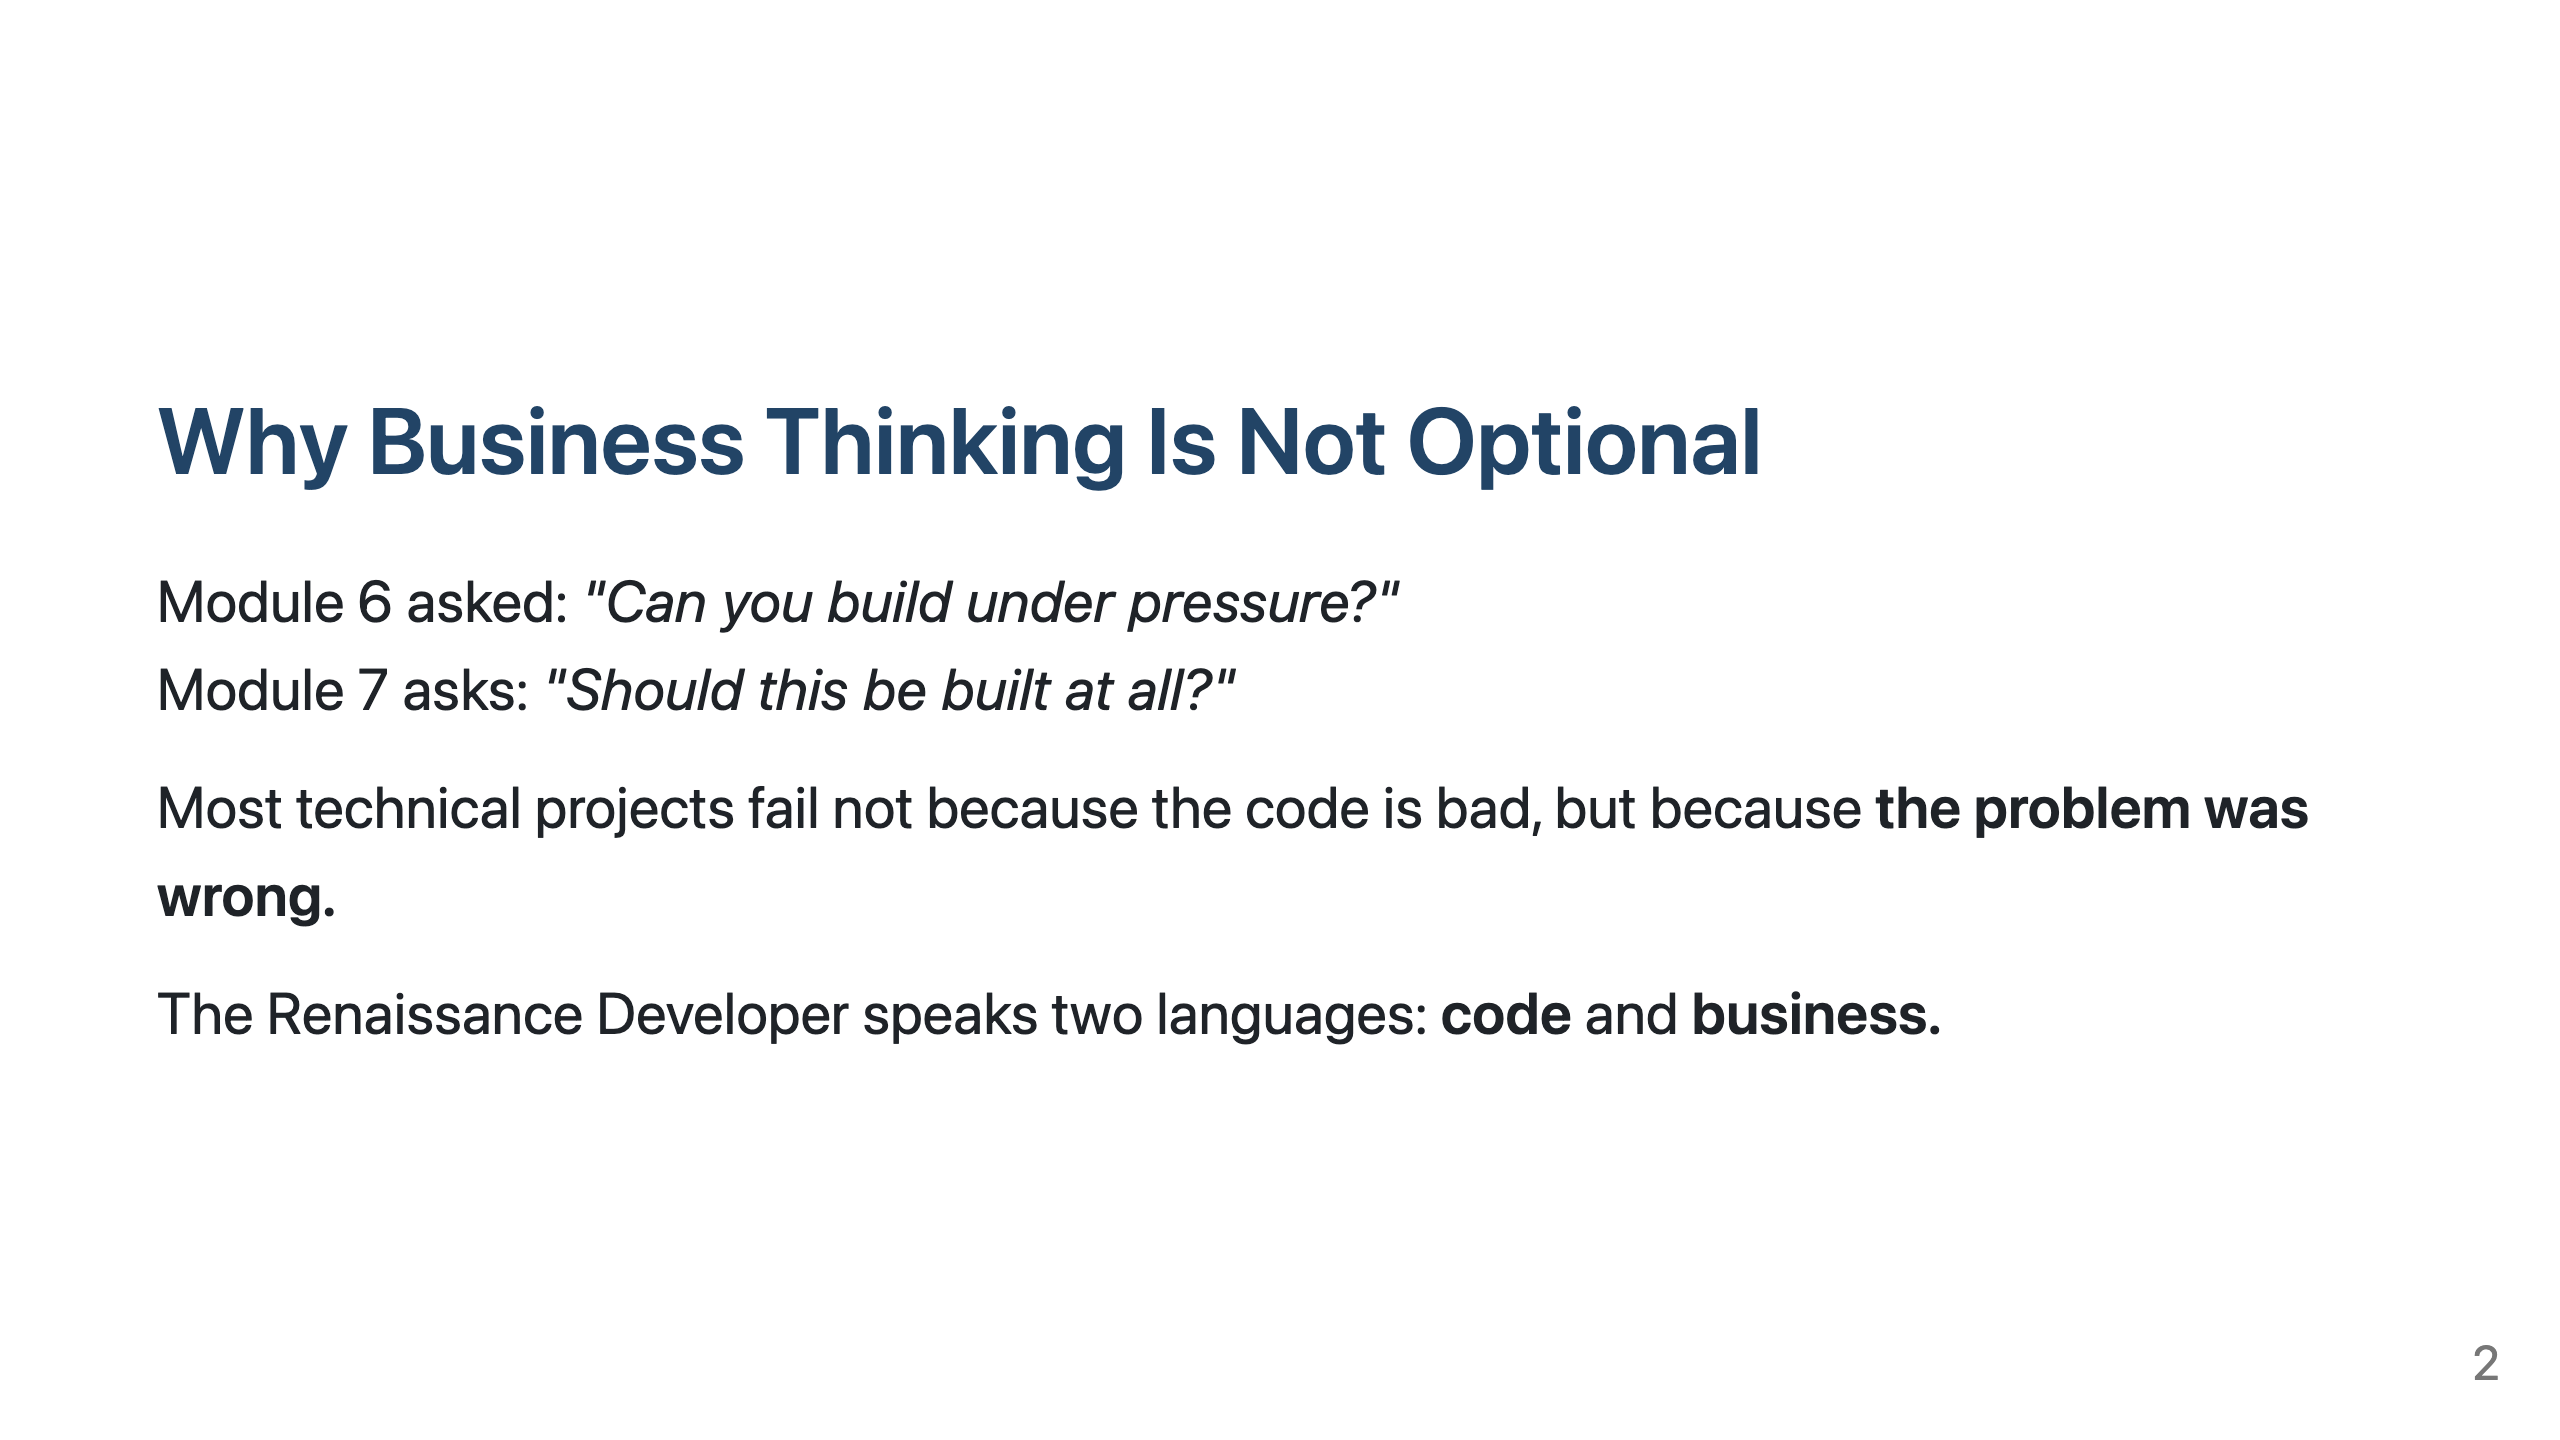 Why Business Thinking Is Not Optional
Module 6 asked: "Can you build under pressure?"
Module 7 asks: "Should this be built at all?"
Most technical projects fail not because the code is bad, but because the problem was
wrong.
The Renaissance Developer speaks two languages: code and business.
2